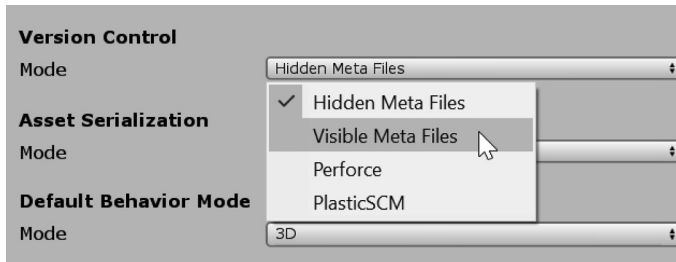 Version Control
Mode
Hidden Meta Files
Hidden Meta Files
Visible Meta Files
Perforce
PlasticSCM
Asset Serialization
Mode
Default Behavior Mode
Mode
3D